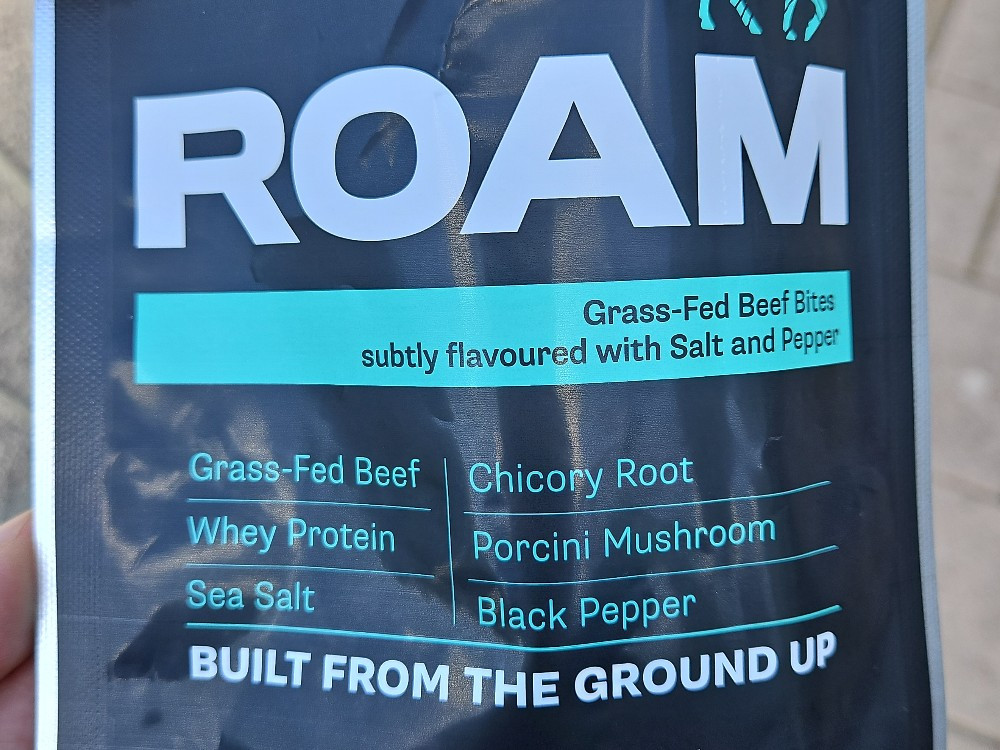 ROAM
Grass-Fed Beef Bites
subtly flavoured with Salt and Pepper
Grass-Fed Beef
Chicory Root
Whey Protein
Porcini Mushroom
Sea Salt
Black Pepper
BUILT FROM THE GROUND UP